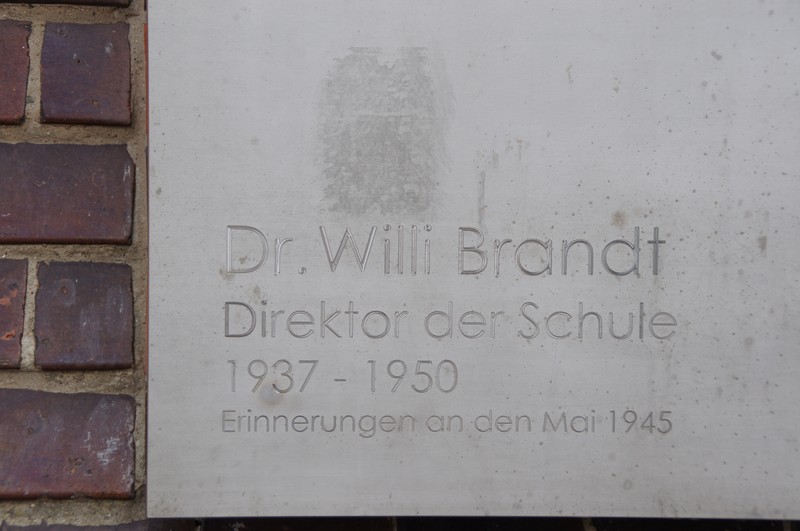 Dr. Willi Brandt
Direktor der Schule
1937 - 1950
Erinnerungen an den Mai 1945